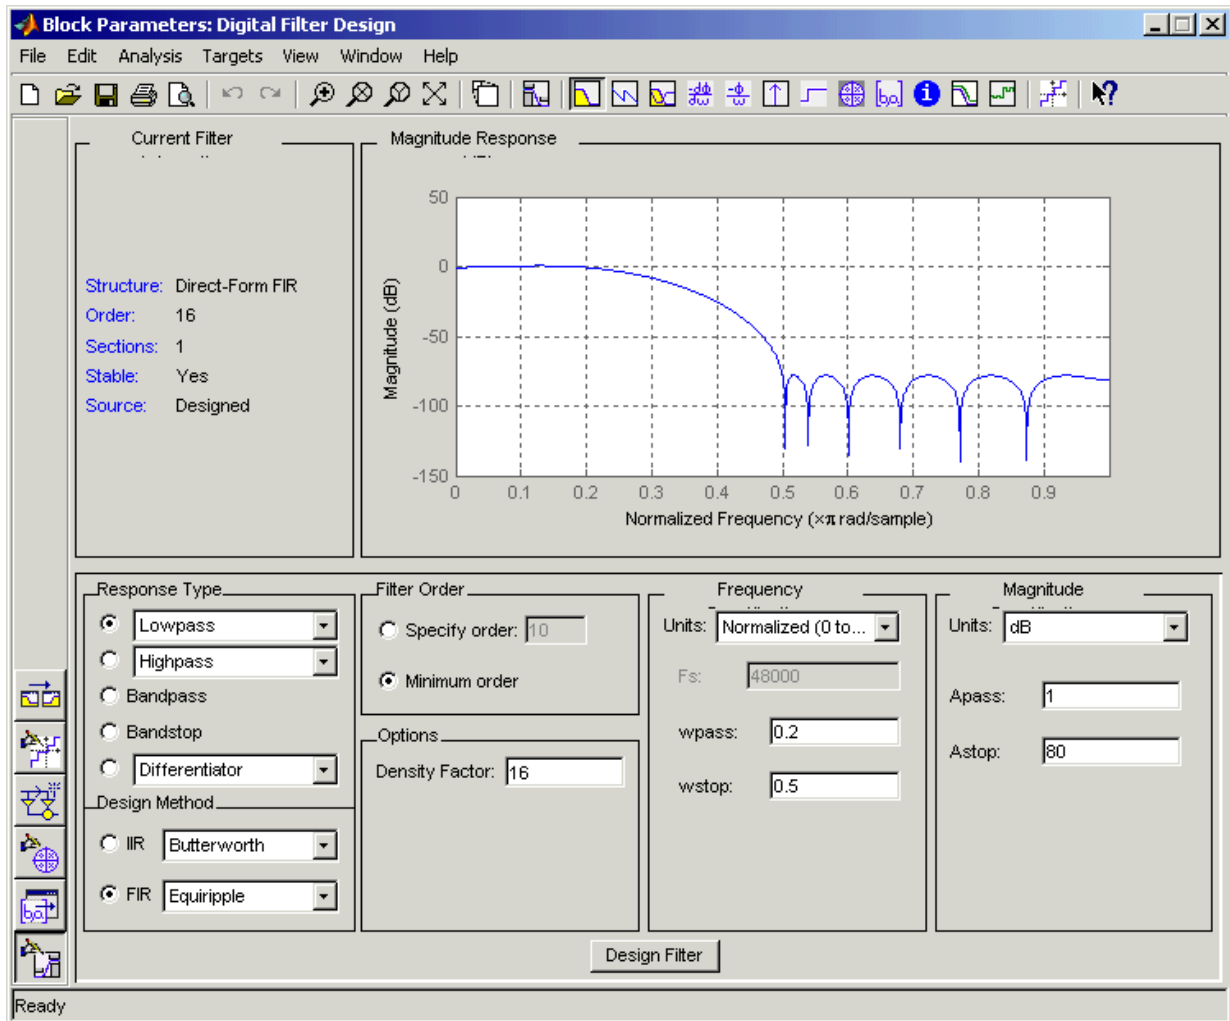 Block Parameters: Digital Filter Design
File Edit Analysis Targets View Window Help
Current Filter
Structure: Direct-Form FIR
Order: 16
Sections: 1
Stable: Yes
Source: Designed
Magnitude Response
50
0
-50
-100
-150
Magnitude (dB)
0 0.1 0.2 0.3 0.4 0.5 0.6 0.7 0.8 0.9
Normalized Frequency (×π rad/sample)
Response Type
Lowpass
Highpass
Bandpass
Bandstop
Differentiator
Design Method
IIR Butterworth
FIR Equiripple
Filter Order
Specify order: 10
Minimum order
Options
Density Factor: 16
Frequency
Units: Normalized (0 to...
Fs: 48000
wpass: 0.2
wstop: 0.5
Magnitude
Units: dB
Apass: 1
Astop: 80
Design Filter
Ready